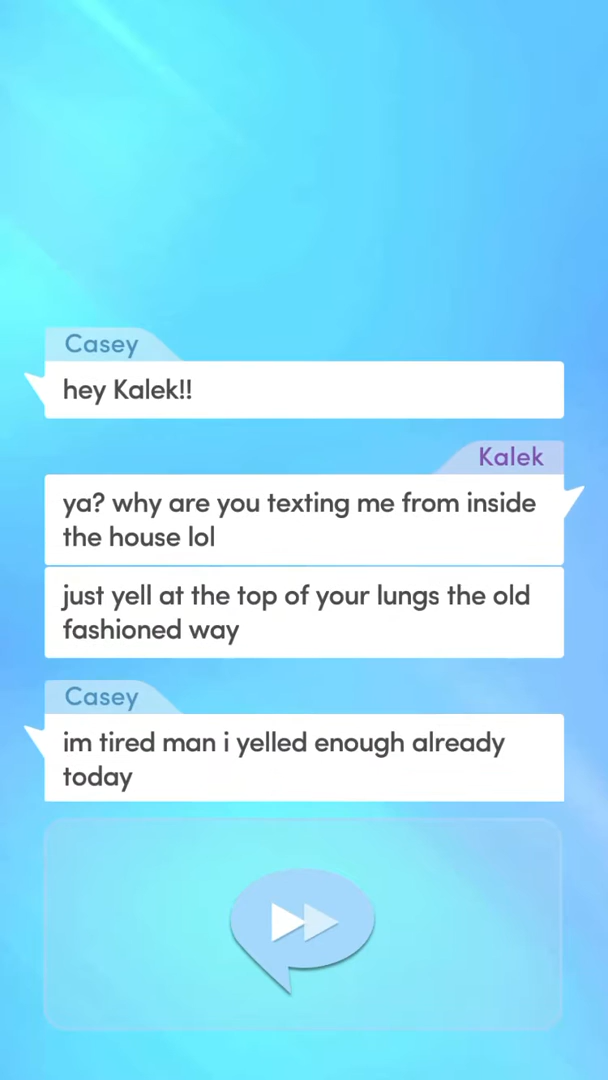 Casey
hey Kalek!!
Kalek
ya? why are you texting me from inside
the house lol
just yell at the top of your lungs the old
fashioned way
Casey
im tired man i yelled enough already
today